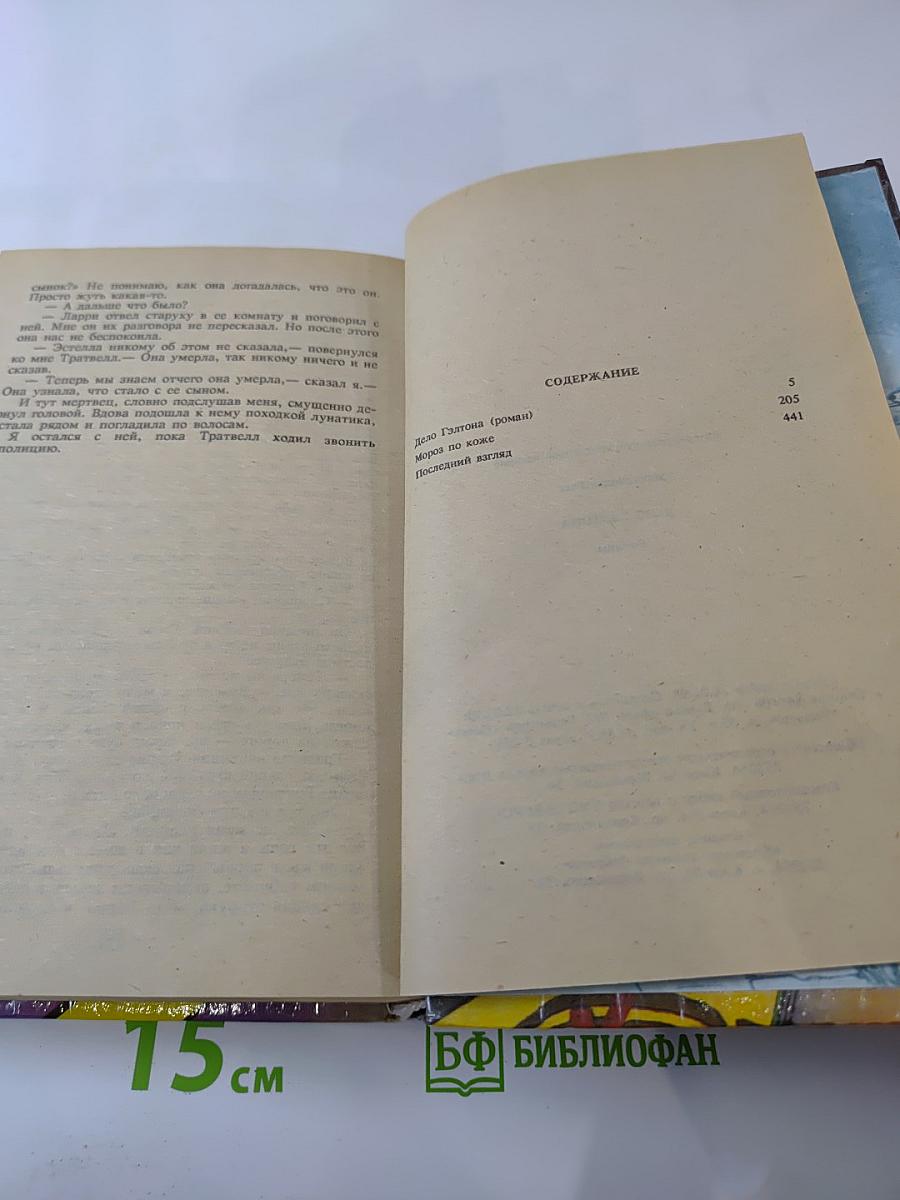 сынок?» Не понимаю, как она догадалась, что это он.
Просто жуть какая-то.
— А дальше что было?
— Ларри отвел старуху в ее комнату и поговорил с
ней. Мне он их разговора не пересказал. Но после этого
она нас не беспокоила.
— Эстелла никому об этом не сказала,— повернулся
ко мне Тратвелл.— Она умерла, так никому ничего и не
сказав.
— Теперь мы знаем отчего она умерла,— сказал я.—
Она узнала, что стало с ее сыном.
И тут мертвец, словно подслушав меня, смущенно де-
рнул головой. Вдова подошла к нему походкой лунатика,
стала рядом и погладила по волосам.
Я остался с ней, пока Тратвелл ходил звонить
полицию.
СОДЕРЖАНИЕ
Дело Гэлтона (роман) 5
Мороз по коже 205
Последний взгляд 441
15 см
БФ БИБЛИОФАН